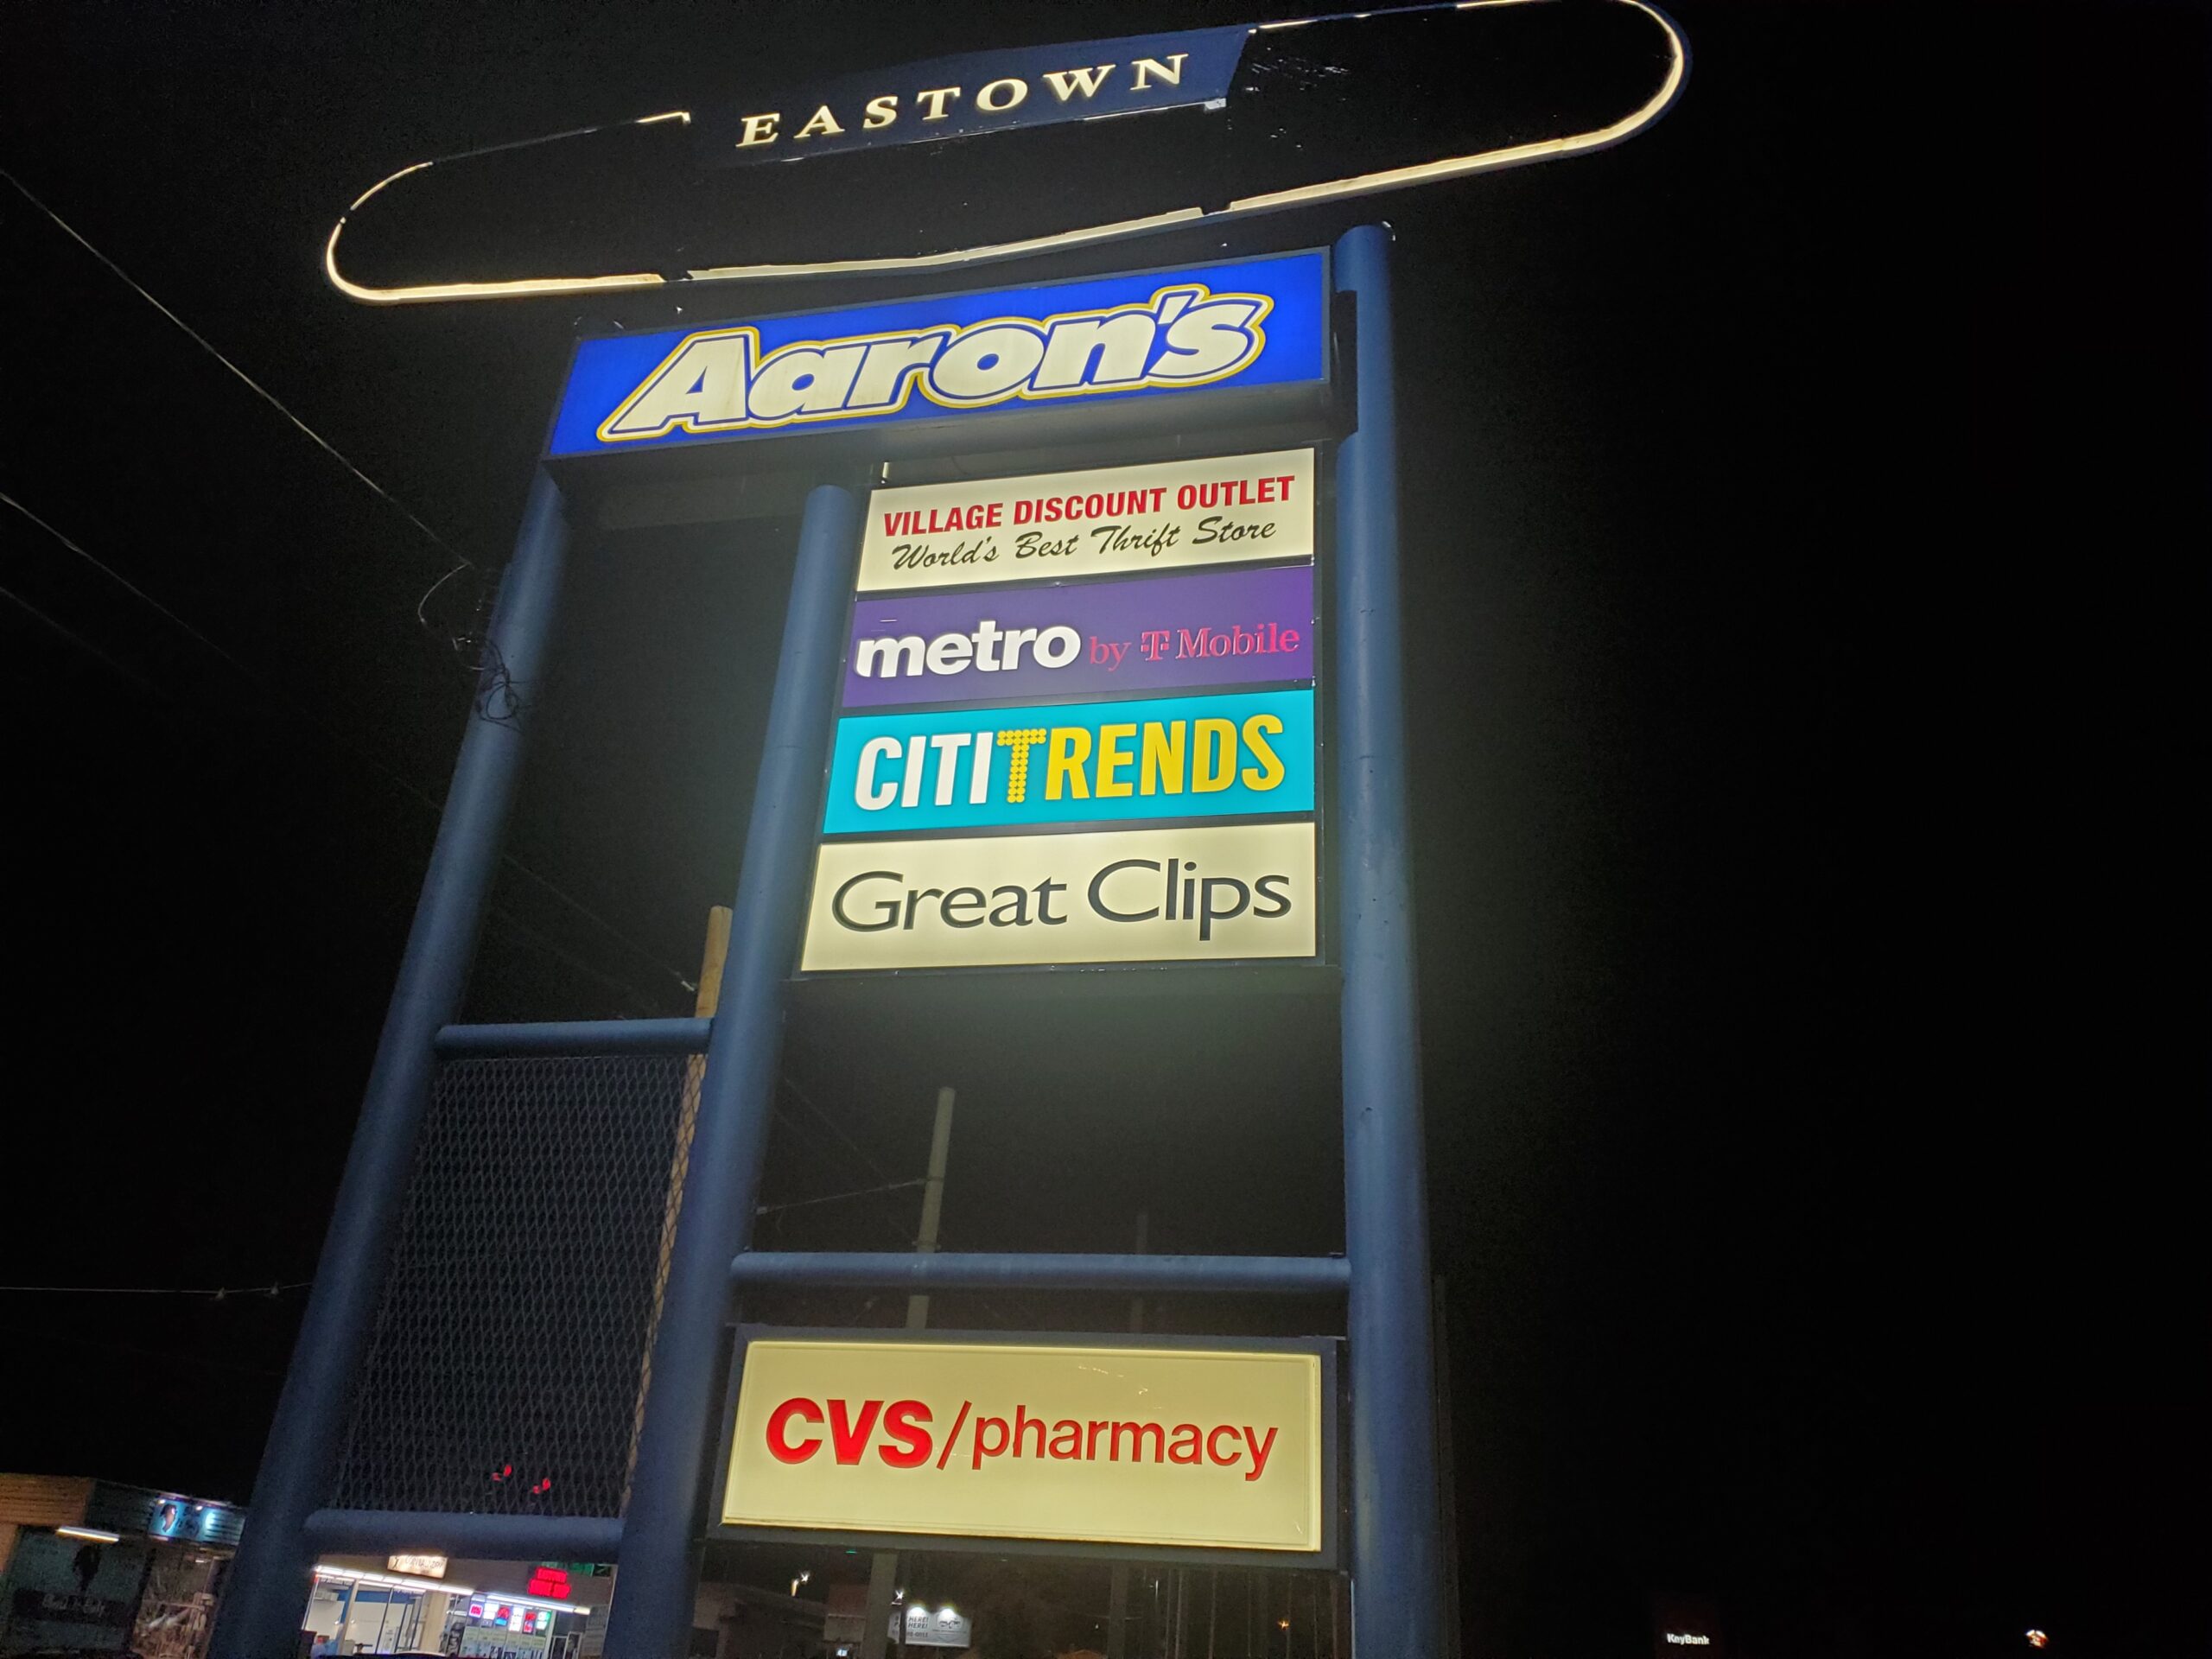 EASTOWN
Aaron's
VILLAGE DISCOUNT OUTLET
World's Best Thrift Store
metro by T Mobile
CITITRENDS
Great Clips
CVS/pharmacy
KeyBank